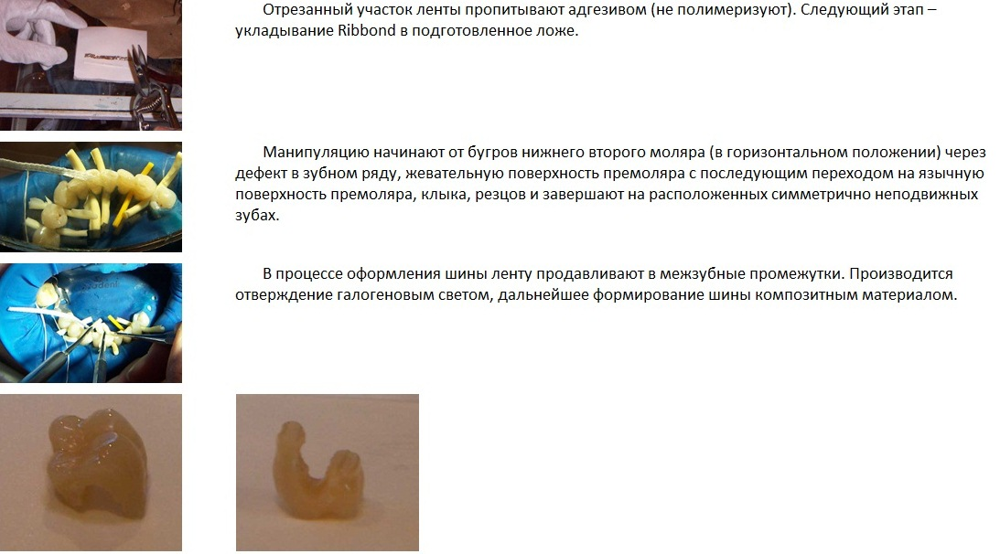 Отрезанный участок ленты пропитывают адгезивом (не полимеризуют). Следующий этап –
укладывание Ribbond в подготовленное ложе.
Манипуляцию начинают от бугров нижнего второго моляра (в горизонтальном положении) через
дефект в зубном ряду, жевательную поверхность премоляра с последующим переходом на язычную
поверхность премоляра, клыка, резцов и завершают на расположенных симметрично неподвижных
зубах.
В процессе оформления шины ленту продавливают в межзубные промежутки. Производится
отверждение галогеновым светом, дальнейшее формирование шины композитным материалом.